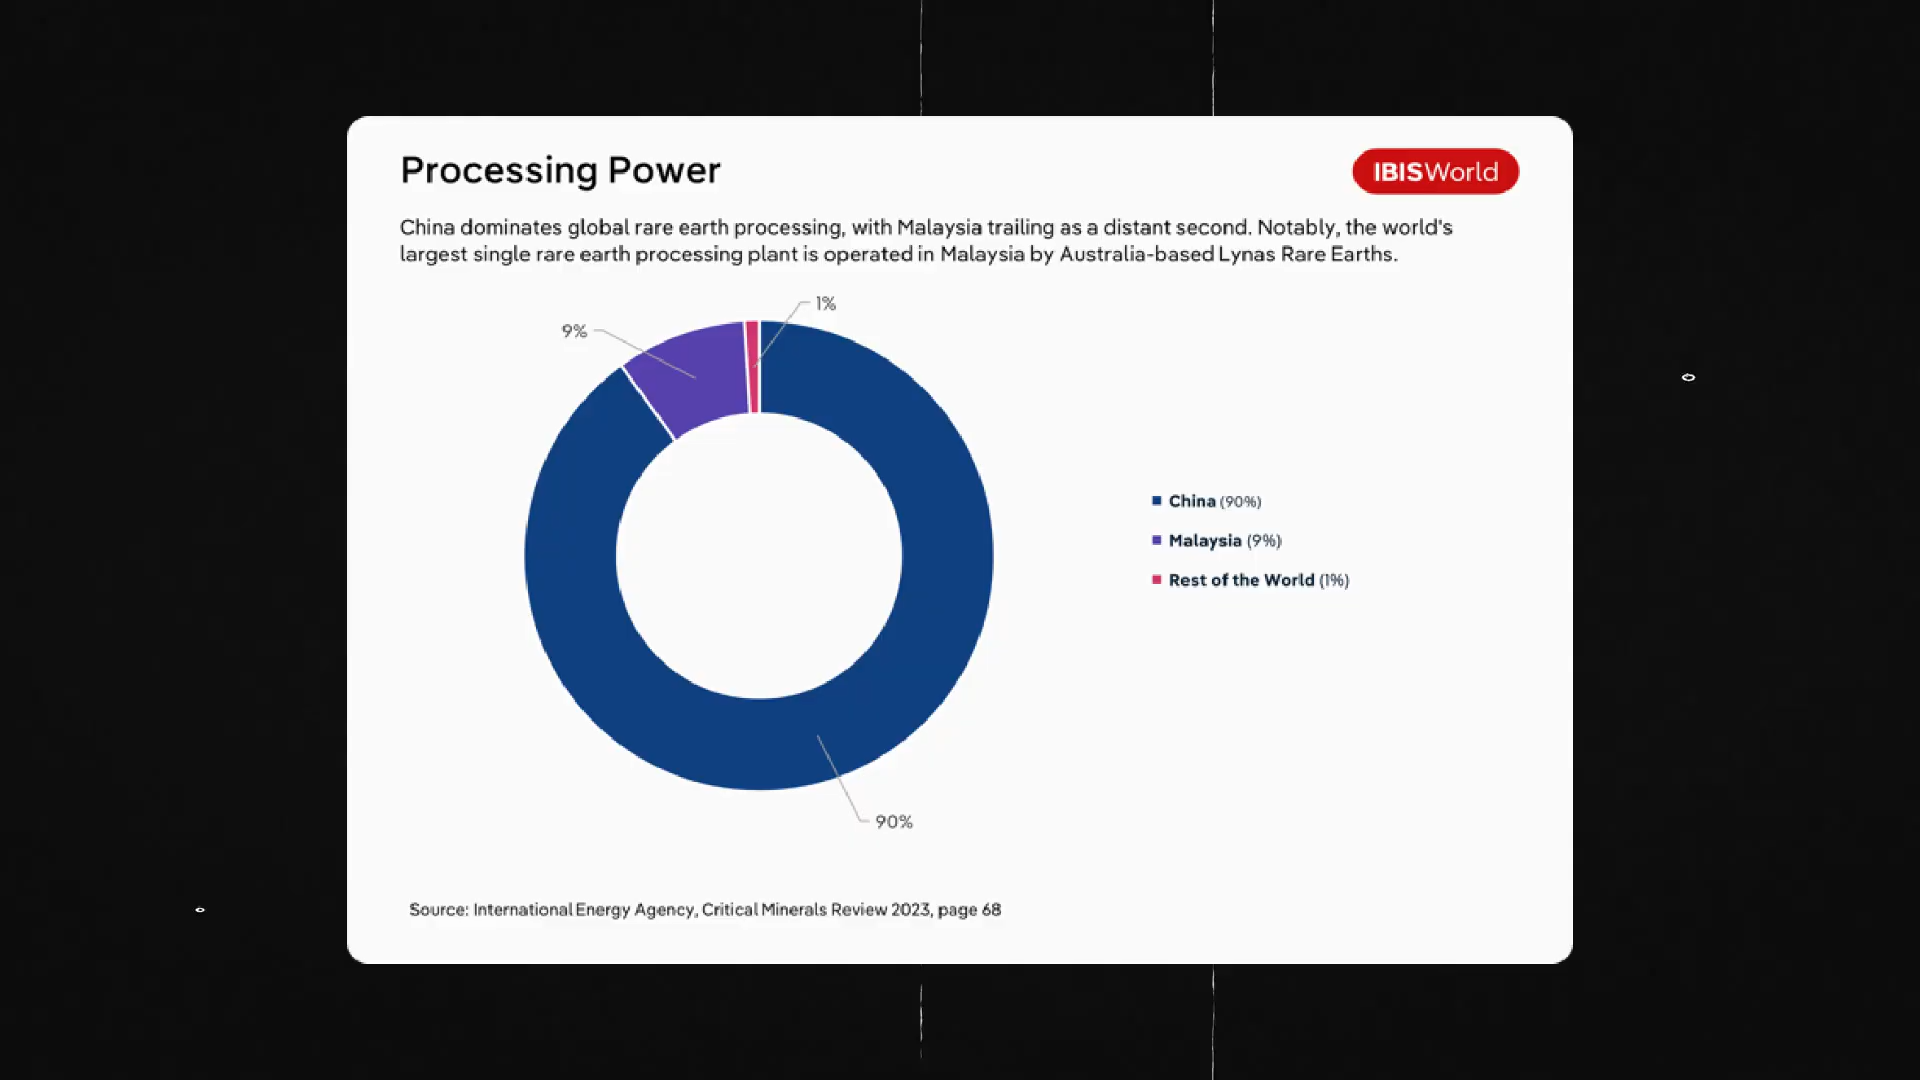 Processing Power
IBISWorld
China dominates global rare earth processing, with Malaysia trailing as a distant second. Notably, the world's
largest single rare earth processing plant is operated in Malaysia by Australia-based Lynas Rare Earths.
1%
9%
China (90%)
Malaysia (9%)
Rest of the World (1%)
90%
Source: International Energy Agency, Critical Minerals Review 2023, page 68